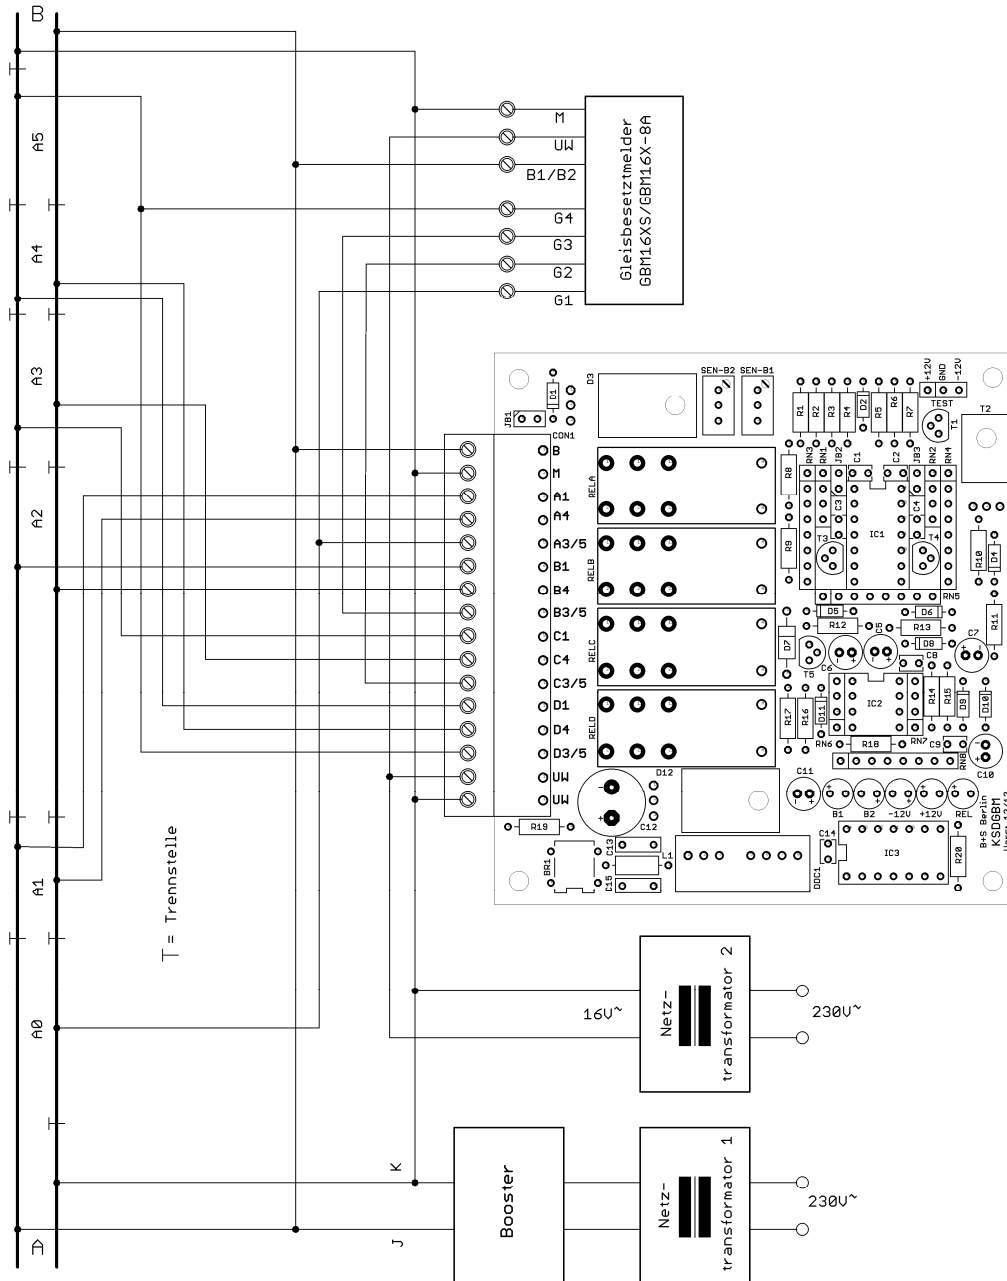 B
A5
A4
A3
A2
A1
A0
A
T = Trennstelle
M
UW
B1/B2
G4
G3
G2
G1
Gleisbesetztmelder
GBM16XS/GBM16X-8A
JB1
D1
CON1
D3
SEN-B2
SEN-B1
+12V
GND
-12V
TEST
T1
T2
R1
R2
R3
R4
D2
R5
R6
R7
B
M
A1
A4
A3/5
B1
B4
B3/5
C1
C4
C3/5
D1
D4
D3/5
UW
UW
RELA
RELB
RELC
RELD
R8
R9
RN3
RN1
JB2
C1
C2
JB3
RN2
RN4
C3
C4
T3
T4
IC1
R10
D4
RN5
R11
D5
D6
R12
R13
C5
D8
C7
D7
T5
C6
C8
IC2
R17
R16
D11
R14
R15
D9
D10
RN6
RN7
R18
C9
RN8
C10
D12
C12
C11
B1
B2
-12V
+12V
REL
R19
BR1
C13
L1
C15
DDC1
C14
IC3
R20
B+S Berlin
KSDGBM
16V~
Netz-
transformator 2
230V~
K
J
Booster
Netz-
transformator 1
230V~